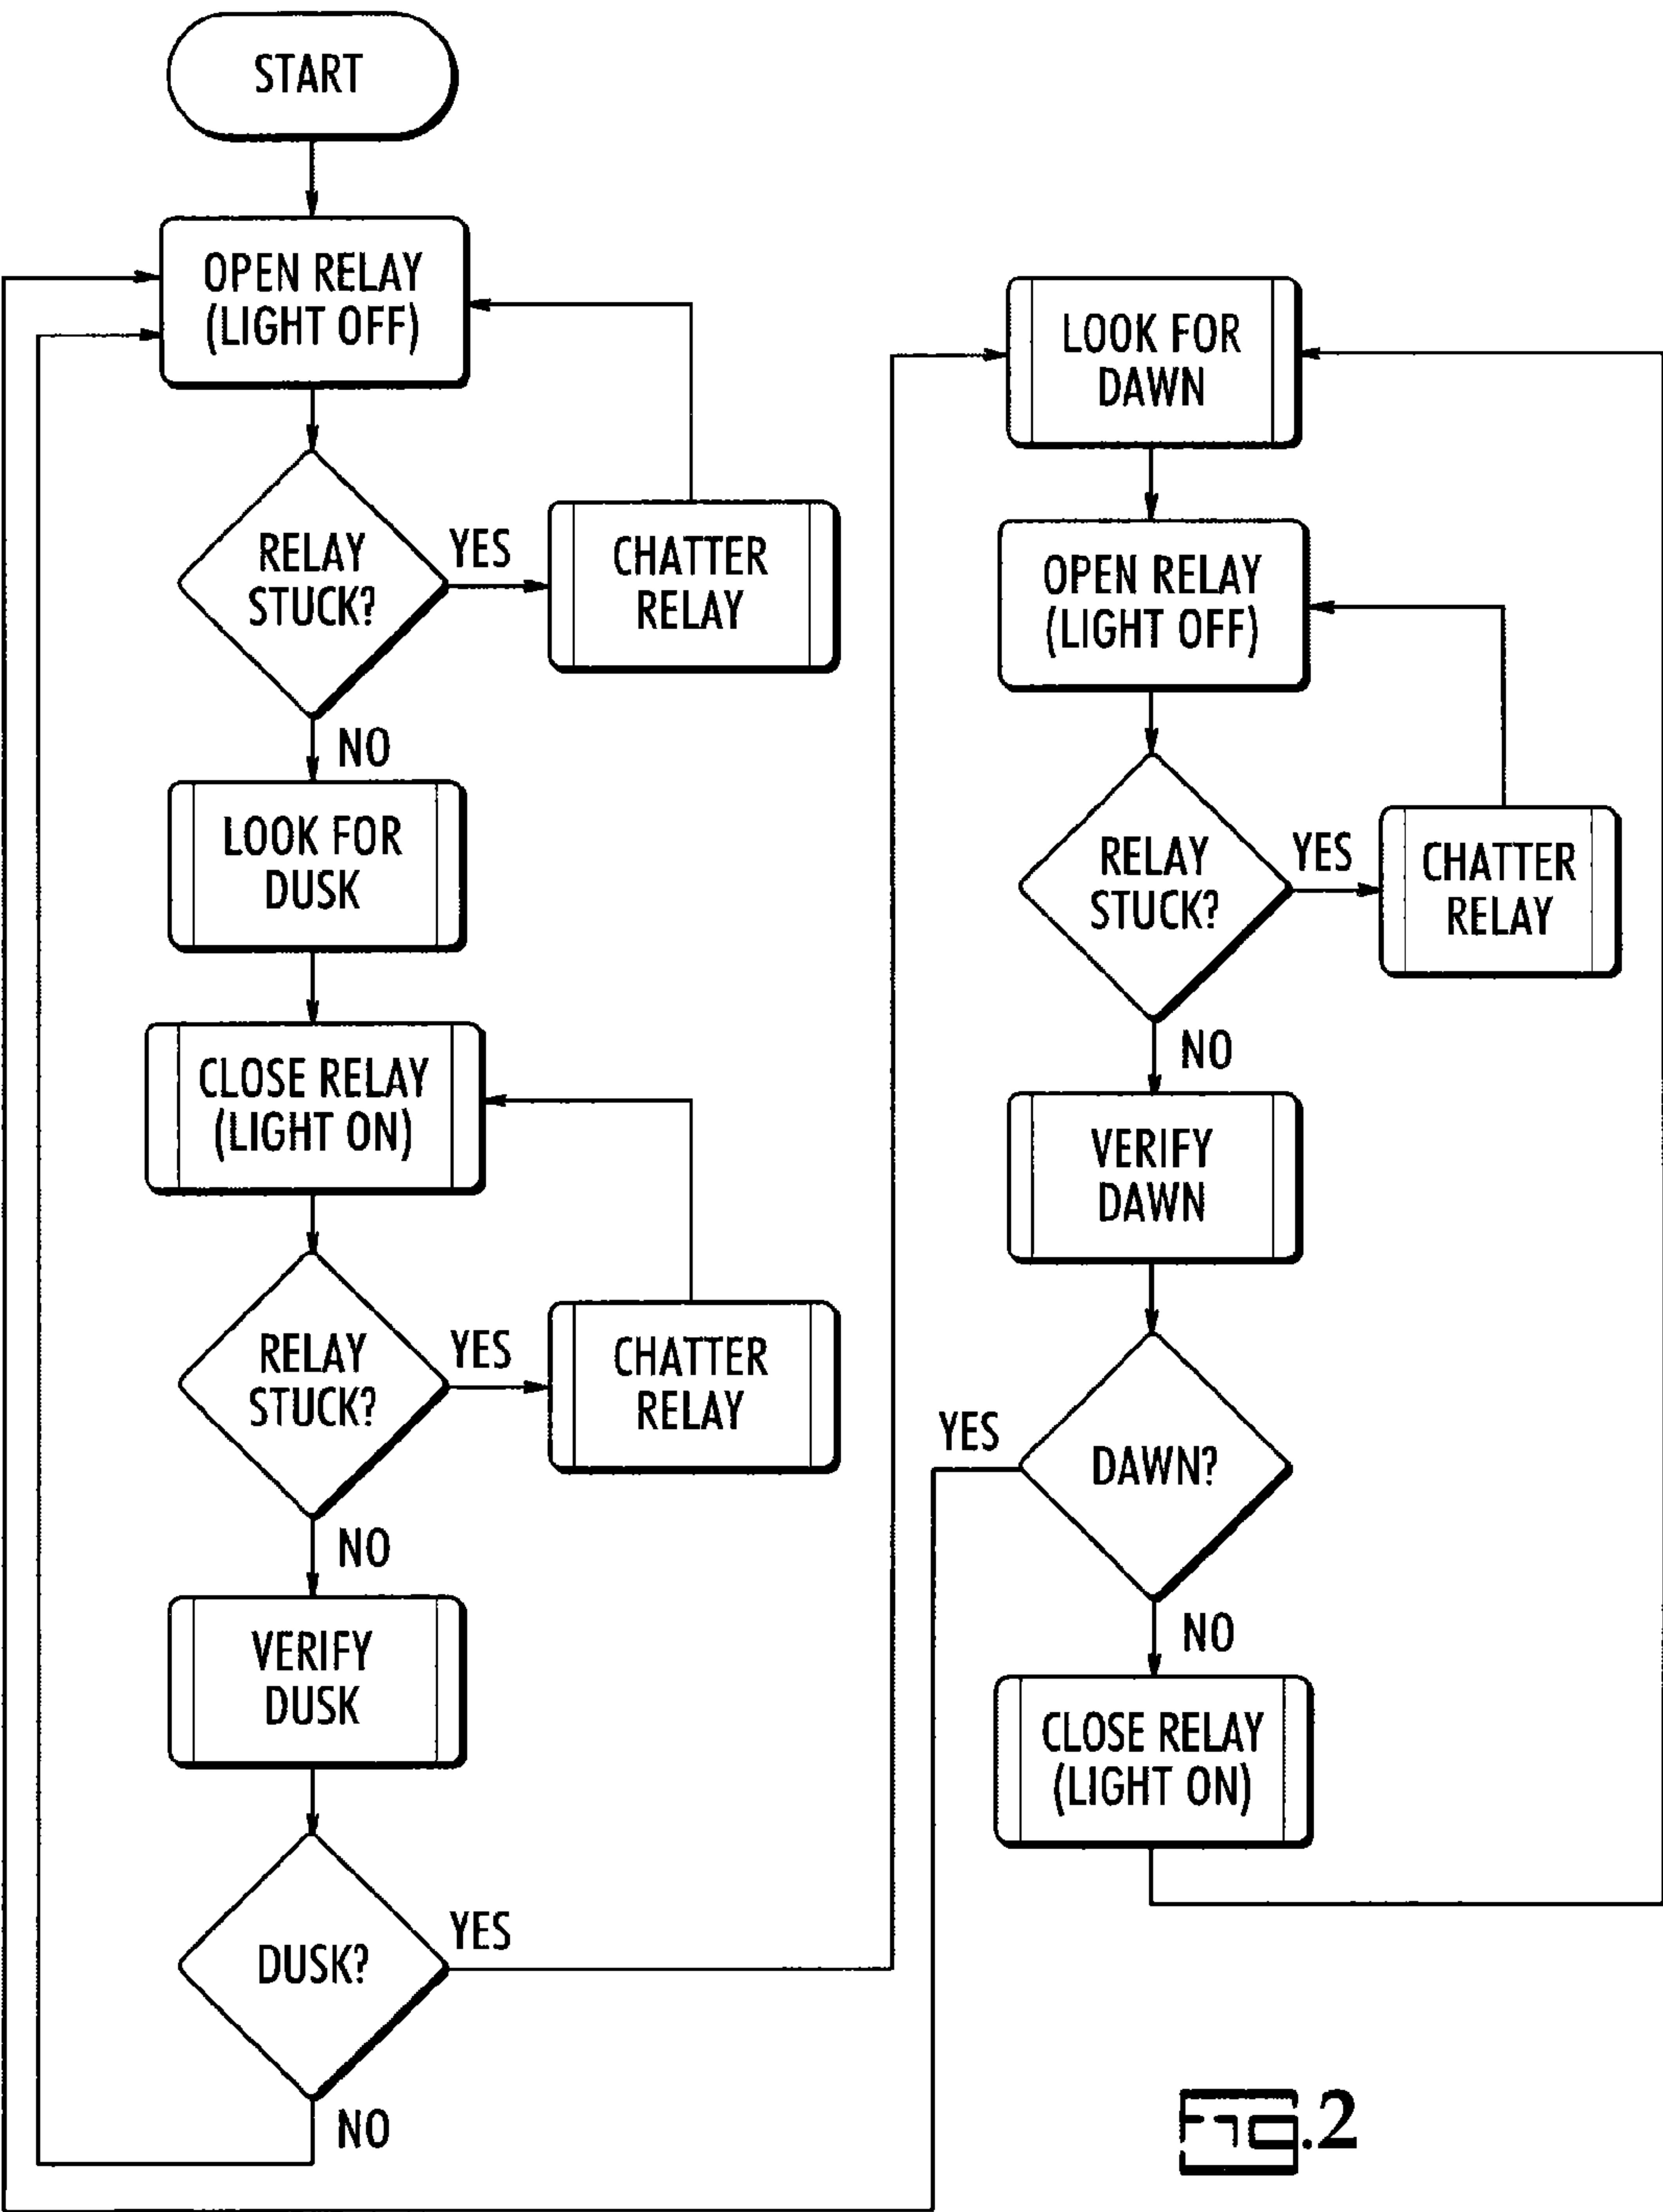 START
OPEN RELAY
(LIGHT OFF)
RELAY
STUCK?
YES
CHATTER
RELAY
NO
LOOK FOR
DUSK
CLOSE RELAY
(LIGHT ON)
RELAY
STUCK?
YES
CHATTER
RELAY
NO
VERIFY
DUSK
DUSK?
YES
NO
LOOK FOR
DAWN
OPEN RELAY
(LIGHT OFF)
RELAY
STUCK?
YES
CHATTER
RELAY
NO
VERIFY
DAWN
DAWN?
YES
NO
CLOSE RELAY
(LIGHT ON)
FIG.2